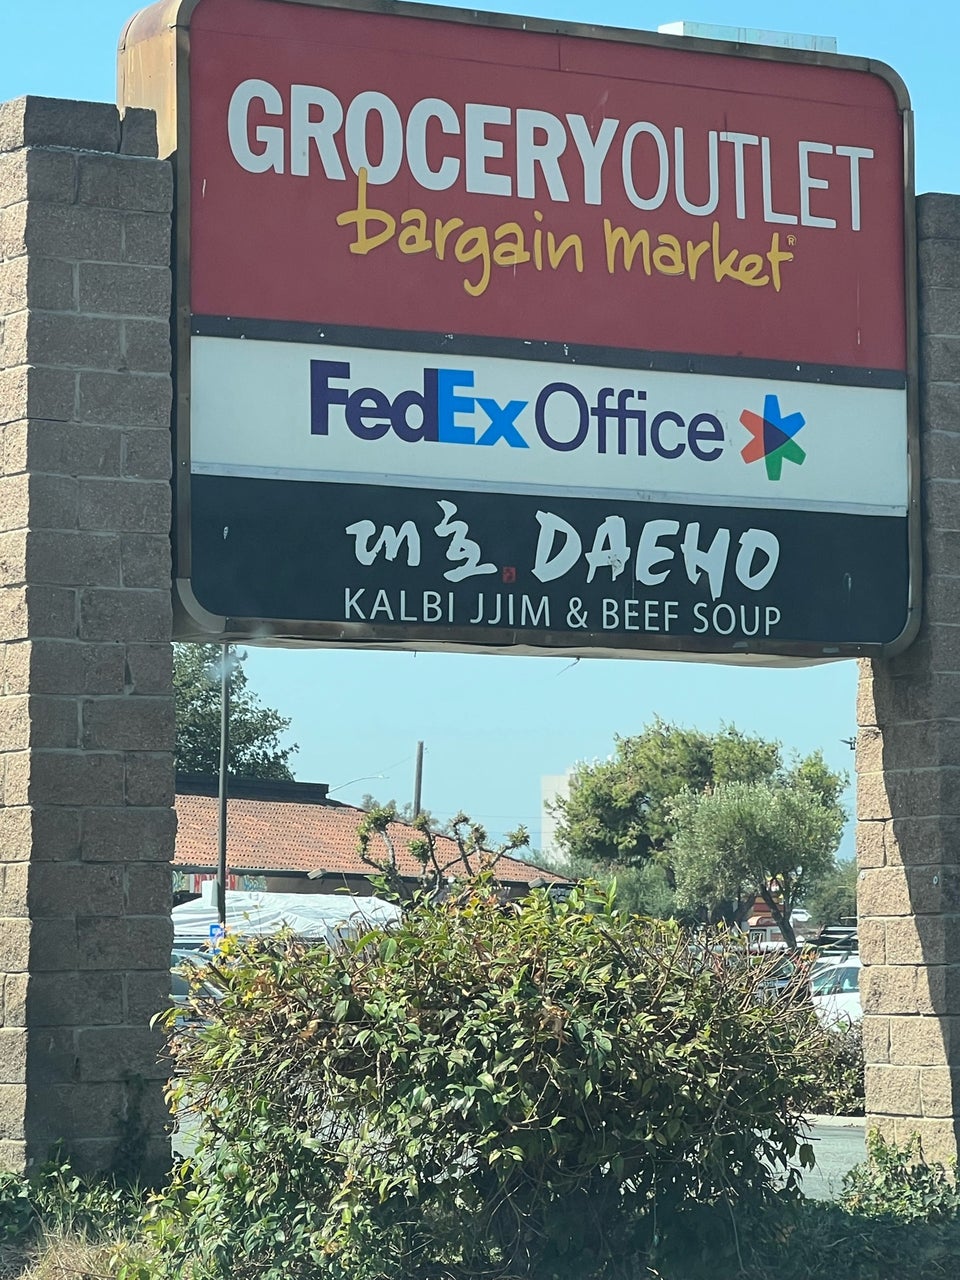 GROCERYOUTLET
bargain market®
FedEx Office
대호 DAEHO
KALBI JJIM & BEEF SOUP